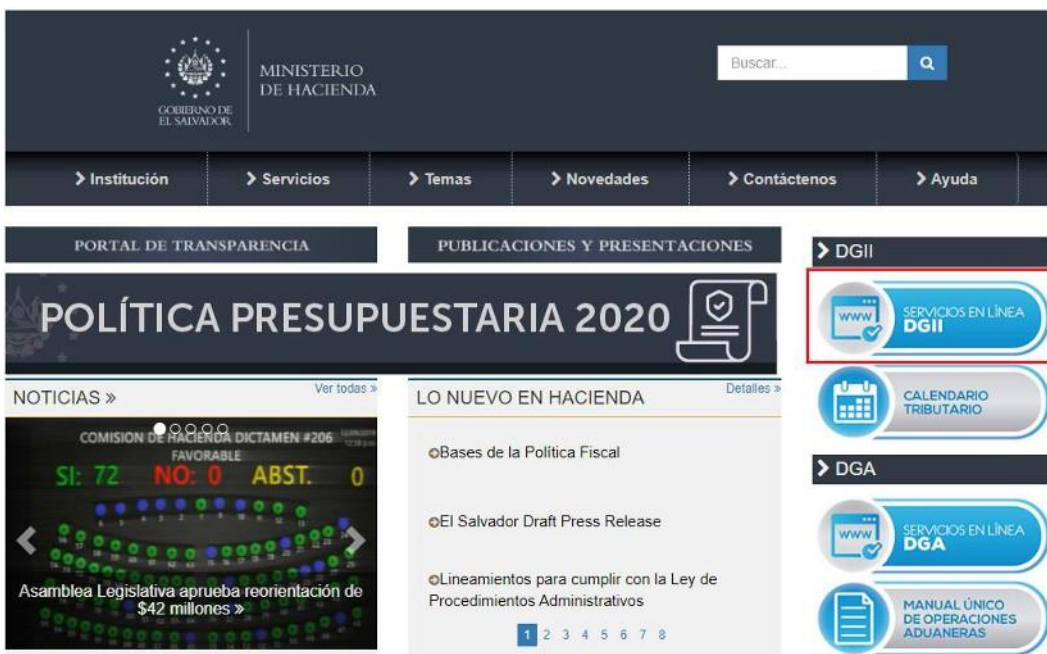 GOBIERNO DE
EL SALVADOR
MINISTERIO
DE HACIENDA
Buscar...
Institución
Servicios
Temas
Novedades
Contáctenos
Ayuda
PORTAL DE TRANSPARENCIA
PUBLICACIONES Y PRESENTACIONES
POLÍTICA PRESUPUESTARIA 2020
NOTICIAS »
Ver todas »
COMISION DE HACIENDA DICTAMEN #206
FAVORABLE
SI: 72 NO: 0 ABST. 0
Asamblea Legislativa aprueba reorientación de
$42 millones »
LO NUEVO EN HACIENDA
Detalles »
Bases de la Política Fiscal
El Salvador Draft Press Release
Lineamientos para cumplir con la Ley de
Procedimientos Administrativos
1 2 3 4 5 6 7 8
DGII
www
SERVICIOS EN LÍNEA
DGII
CALENDARIO
TRIBUTARIO
DGA
www
SERVICIOS EN LÍNEA
DGA
MANUAL ÚNICO
DE OPERACIONES
ADUANERAS